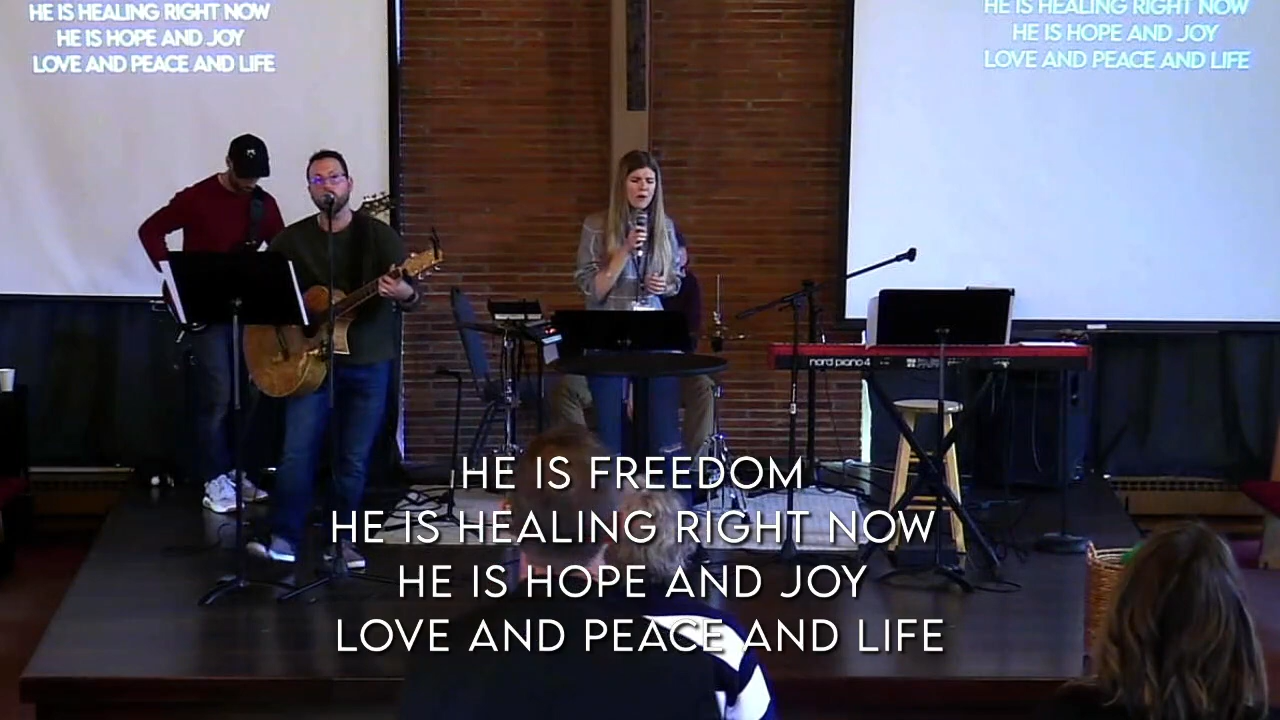 HE IS HEALING RIGHT NOW
HE IS HOPE AND JOY
LOVE AND PEACE AND LIFE
HE IS HEALING RIGHT NOW
HE IS HOPE AND JOY
LOVE AND PEACE AND LIFE
nord piano 4
HE IS FREEDOM
HE IS HEALING RIGHT NOW
HE IS HOPE AND JOY
LOVE AND PEACE AND LIFE